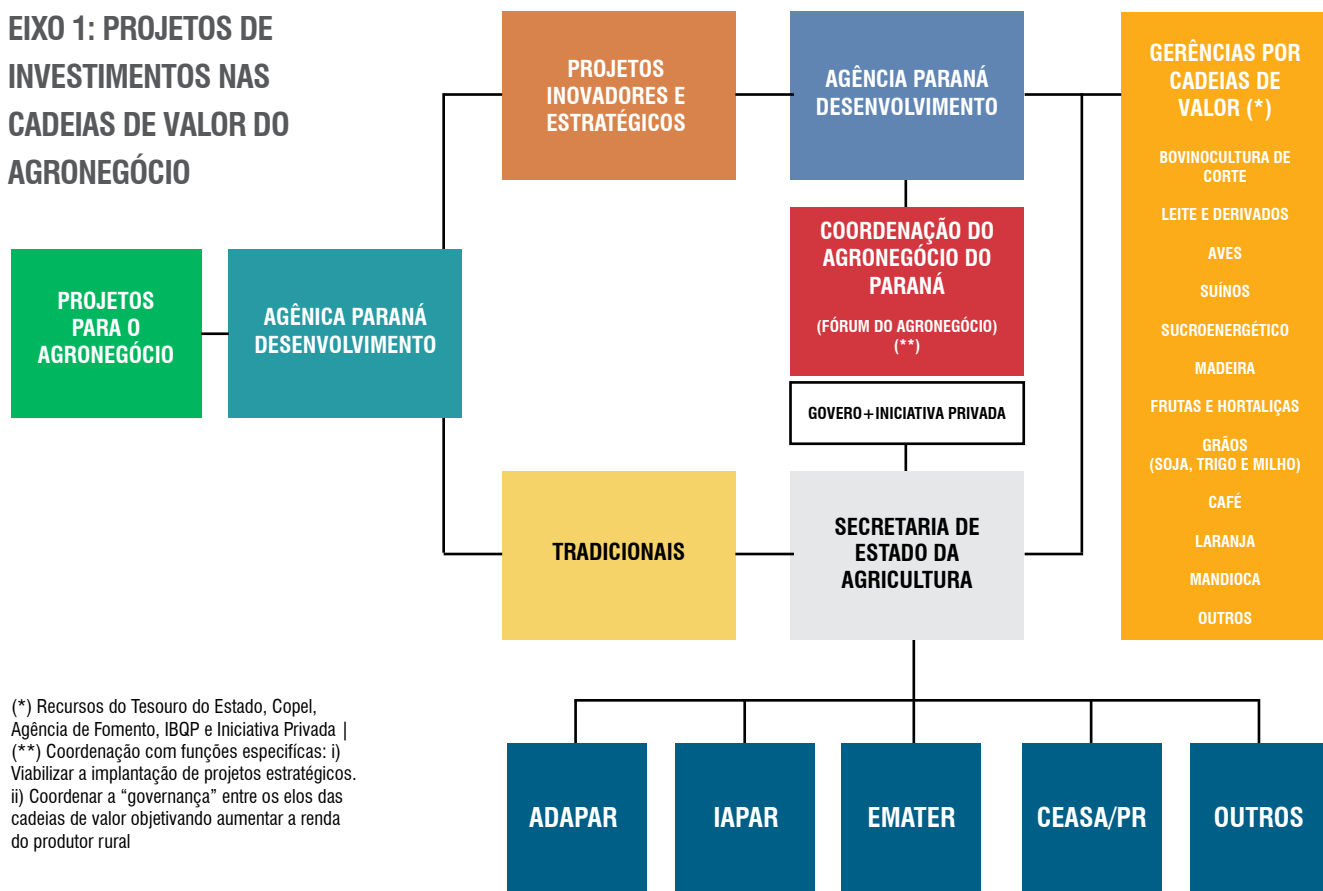 EIXO 1: PROJETOS DE
INVESTIMENTOS NAS
CADEIAS DE VALOR DO
AGRONEGÓCIO
PROJETOS
PARA O
AGRONEGÓCIO
AGÊNICA PARANÁ
DESENVOLVIMENTO
PROJETOS
INOVADORES E
ESTRATÉGICOS
AGÊNCIA PARANÁ
DESENVOLVIMENTO
COORDENAÇÃO DO
AGRONEGÓCIO DO
PARANÁ
(FÓRUM DO AGRONEGÓCIO)
(**)
GOVERO+INICIATIVA PRIVADA
TRADICIONAIS
SECRETARIA DE
ESTADO DA
AGRICULTURA
GERÊNCIAS POR
CADEIAS DE
VALOR (*)
BOVINOCULTURA DE
CORTE
LEITE E DERIVADOS
AVES
SUÍNOS
SUCROENERGÉTICO
MADEIRA
FRUTAS E HORTALIÇAS
GRÃOS
(SOJA, TRIGO E MILHO)
CAFÉ
LARANJA
MANDIOCA
OUTROS
ADAPAR
IAPAR
EMATER
CEASA/PR
OUTROS
(*) Recursos do Tesouro do Estado, Copel,
Agência de Fomento, IBQP e Iniciativa Privada |
(**) Coordenação com funções especifícas: i)
Viabilizar a implantação de projetos estratégicos.
ii) Coordenar a “governança” entre os elos das
cadeias de valor objetivando aumentar a renda
do produtor rural